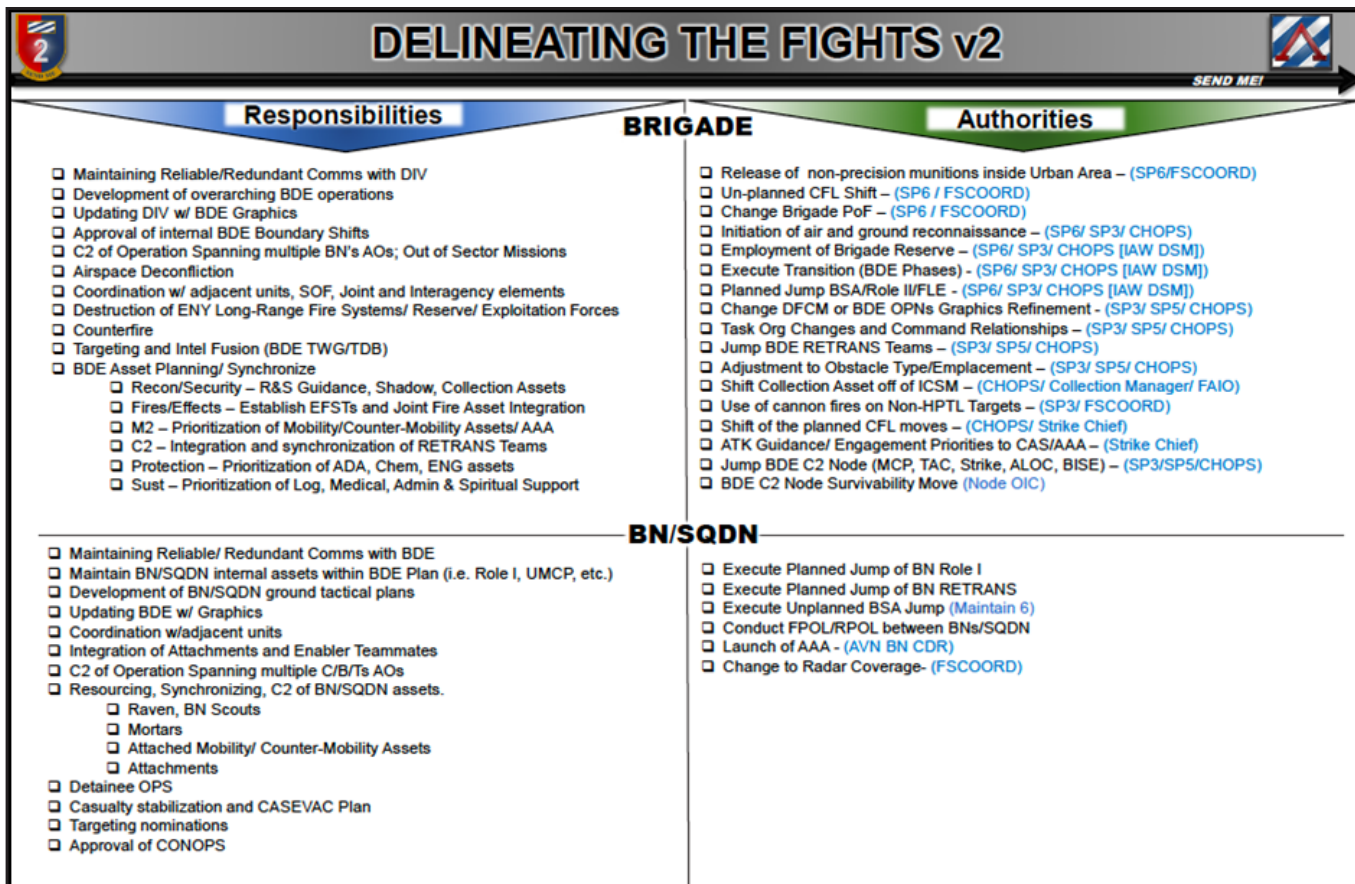 2
DELINEATING THE FIGHTS v2
SEND ME!
Responsibilities
BRIGADE
Authorities
❑ Maintaining Reliable/Redundant Comms with DIV
❑ Development of overarching BDE operations
❑ Updating DIV w/ BDE Graphics
❑ Approval of internal BDE Boundary Shifts
❑ C2 of Operation Spanning multiple BN's AOs; Out of Sector Missions
❑ Airspace Deconfliction
❑ Coordination w/ adjacent units, SOF, Joint and Interagency elements
❑ Destruction of ENY Long-Range Fire Systems/ Reserve/ Exploitation Forces
❑ Counterfire
❑ Targeting and Intel Fusion (BDE TWG/TDB)
❑ BDE Asset Planning/ Synchronize
❑ Recon/Security – R&S Guidance, Shadow, Collection Assets
❑ Fires/Effects – Establish EFSTs and Joint Fire Asset Integration
❑ M2 – Prioritization of Mobility/Counter-Mobility Assets/ AAA
❑ C2 – Integration and synchronization of RETRANS Teams
❑ Protection – Prioritization of ADA, Chem, ENG assets
❑ Sust – Prioritization of Log, Medical, Admin & Spiritual Support
❑ Release of non-precision munitions inside Urban Area – (SP6/FSCOORD)
❑ Un-planned CFL Shift – (SP6 / FSCOORD)
❑ Change Brigade PoF – (SP6 / FSCOORD)
❑ Initiation of air and ground reconnaissance – (SP6/ SP3/ CHOPS)
❑ Employment of Brigade Reserve – (SP6/ SP3/ CHOPS [IAW DSM])
❑ Execute Transition (BDE Phases) - (SP6/ SP3/ CHOPS [IAW DSM])
❑ Planned Jump BSA/Role II/FLE - (SP6/ SP3/ CHOPS [IAW DSM])
❑ Change DFCM or BDE OPNs Graphics Refinement - (SP3/ SP5/ CHOPS)
❑ Task Org Changes and Command Relationships – (SP3/ SP5/ CHOPS)
❑ Jump BDE RETRANS Teams – (SP3/ SP5/ CHOPS)
❑ Adjustment to Obstacle Type/Emplacement – (SP3/ SP5/ CHOPS)
❑ Shift Collection Asset off of ICSM – (CHOPS/ Collection Manager/ FAIO)
❑ Use of cannon fires on Non-HPTL Targets – (SP3/ FSCOORD)
❑ Shift of the planned CFL moves – (CHOPS/ Strike Chief)
❑ ATK Guidance/ Engagement Priorities to CAS/AAA – (Strike Chief)
❑ Jump BDE C2 Node (MCP, TAC, Strike, ALOC, BISE) – (SP3/SP5/CHOPS)
❑ BDE C2 Node Survivability Move (Node OIC)
BN/SQDN
❑ Maintaining Reliable/ Redundant Comms with BDE
❑ Maintain BN/SQDN internal assets within BDE Plan (i.e. Role I, UMCP, etc.)
❑ Development of BN/SQDN ground tactical plans
❑ Updating BDE w/ Graphics
❑ Coordination w/adjacent units
❑ Integration of Attachments and Enabler Teammates
❑ C2 of Operation Spanning multiple C/B/Ts AOs
❑ Resourcing, Synchronizing, C2 of BN/SQDN assets.
❑ Raven, BN Scouts
❑ Mortars
❑ Attached Mobility/ Counter-Mobility Assets
❑ Attachments
❑ Detainee OPS
❑ Casualty stabilization and CASEVAC Plan
❑ Targeting nominations
❑ Approval of CONOPS
❑ Execute Planned Jump of BN Role I
❑ Execute Planned Jump of BN RETRANS
❑ Execute Unplanned BSA Jump (Maintain 6)
❑ Conduct FPOL/RPOL between BNs/SQDN
❑ Launch of AAA - (AVN BN CDR)
❑ Change to Radar Coverage- (FSCOORD)